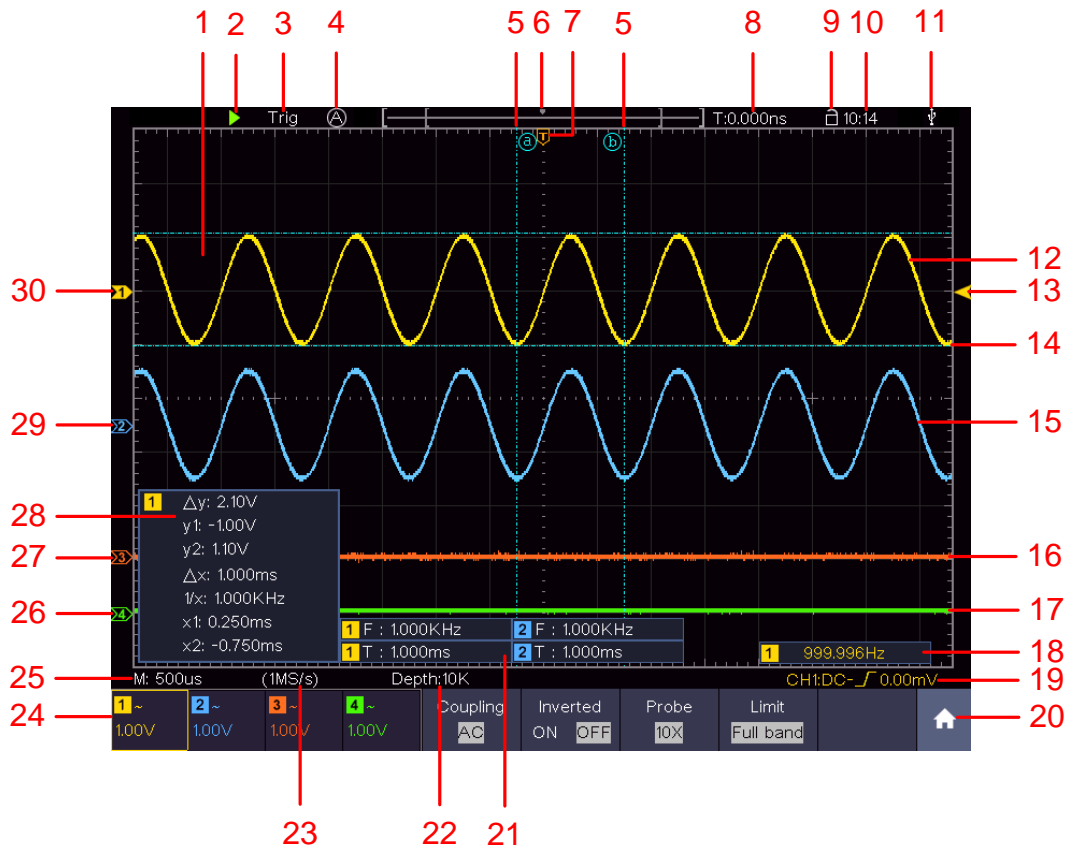 1 2 3 4 5 6 7 5 8 9 10 11
Trig A T:0.000ns 10:14
a T b
12
30 1 13
14
29 2 15
1 △y: 2.10V
28 y1: -1.00V
y2: 1.10V
27 3 16
△x: 1.000ms
1/x: 1.000KHz
26 4 17
x1: 0.250ms
x2: -0.750ms
1 F : 1.000KHz 2 F : 1.000KHz
1 T : 1.000ms 2 T : 1.000ms
1 999.996Hz 18
25 M: 500us (1MS/s) Depth:10K CH1:DC- 0.00mV 19
24 1 ~ 2 ~ 3 ~ 4 ~ Coupling Inverted Probe Limit 20
1.00V 1.00V 1.00V 1.00V AC ON OFF 10X Full band
23 22 21